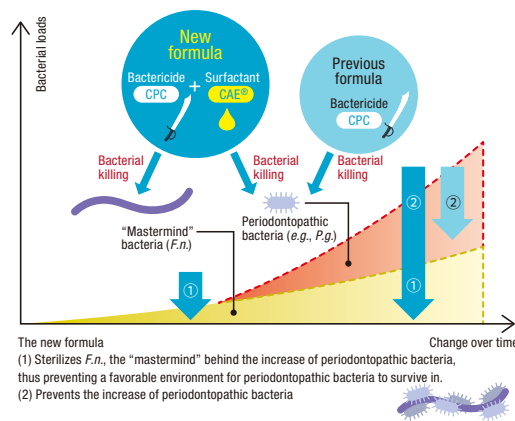 Bacterial loads
New
formula
Bactericide
CPC
+
Surfactant
CAE®
Previous
formula
Bactericide
CPC
Bacterial
killing
Bacterial
killing
Bacterial
killing
"Mastermind"
bacteria (F.n.)
Periodontopathic
bacteria (e.g., P.g.)
②
②
①
①
The new formula
Change over time
(1) Sterilizes F.n., the "mastermind" behind the increase of periodontopathic bacteria,
thus preventing a favorable environment for periodontopathic bacteria to survive in.
(2) Prevents the increase of periodontopathic bacteria